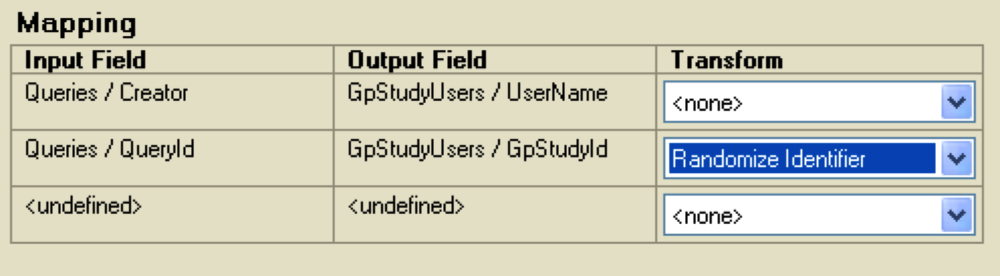 Mapping
Input Field Output Field Transform
Queries / Creator GpStudyUsers / UserName <none>
Queries / QueryId GpStudyUsers / GpStudyId Randomize Identifier
<undefined> <undefined> <none>